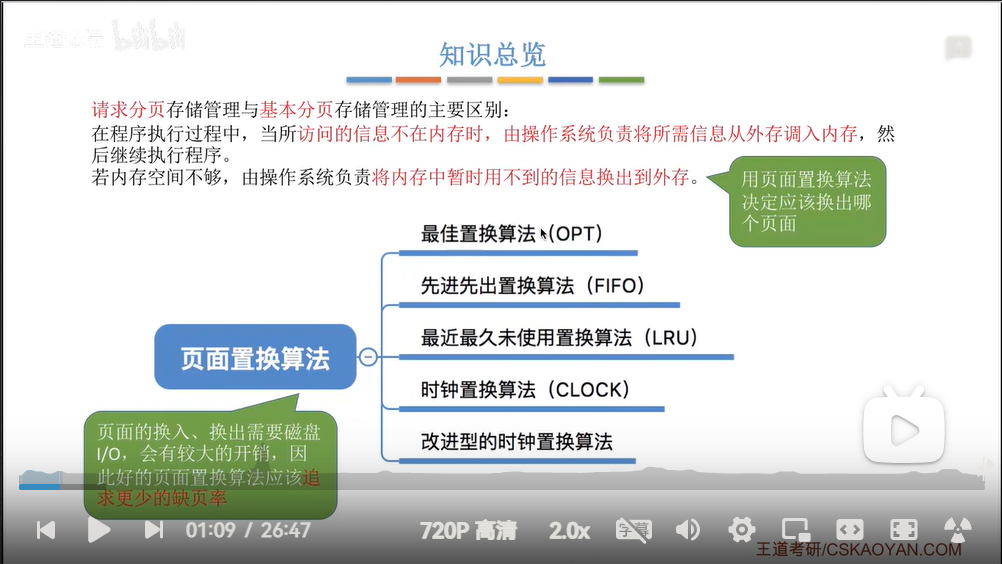 王道考研 bilibili
知识总览
请求分页存储管理与基本分页存储管理的主要区别：
在程序执行过程中，当所访问的信息不在内存时，由操作系统负责将所需信息从外存调入内存，然
后继续执行程序。
若内存空间不够，由操作系统负责将内存中暂时用不到的信息换出到外存。
用页面置换算法
决定应该换出哪
个页面
最佳置换算法（OPT）
先进先出置换算法（FIFO）
最近最久未使用置换算法（LRU）
页面置换算法
时钟置换算法（CLOCK）
改进型的时钟置换算法
页面的换入、换出需要磁盘
I/O，会有较大的开销，因
此好的页面置换算法应该追
求更少的缺页率
01:09 / 26:47
720P 高清
2.0x
字幕
王道考研/CSKAOYAN.COM